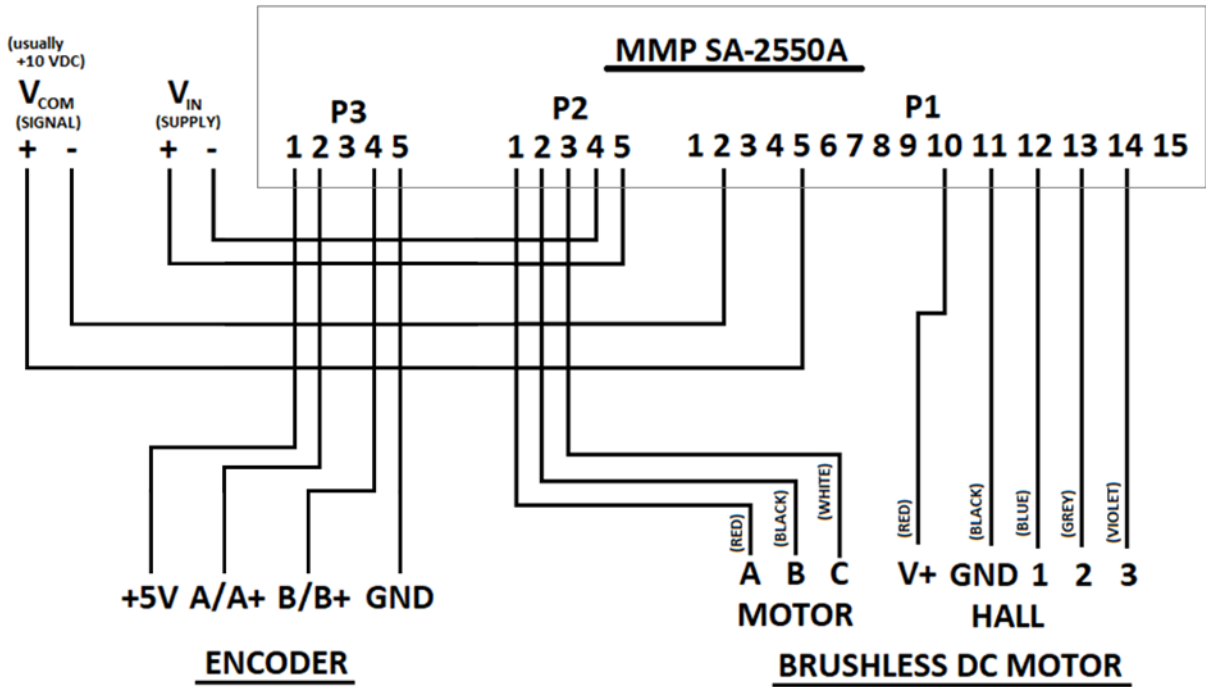 (usually
+10 VDC)
MMP SA-2550A
V COM
(SIGNAL)
V IN
(SUPPLY)
P3
P2
P1
+ - + - 1 2 3 4 5 1 2 3 4 5 1 2 3 4 5 6 7 8 9 10 11 12 13 14 15
(RED) (BLACK) (WHITE) (RED) (BLACK) (BLUE) (GREY) (VIOLET)
A B C V+ GND 1 2 3
+5V A/A+ B/B+ GND
MOTOR HALL
ENCODER
BRUSHLESS DC MOTOR